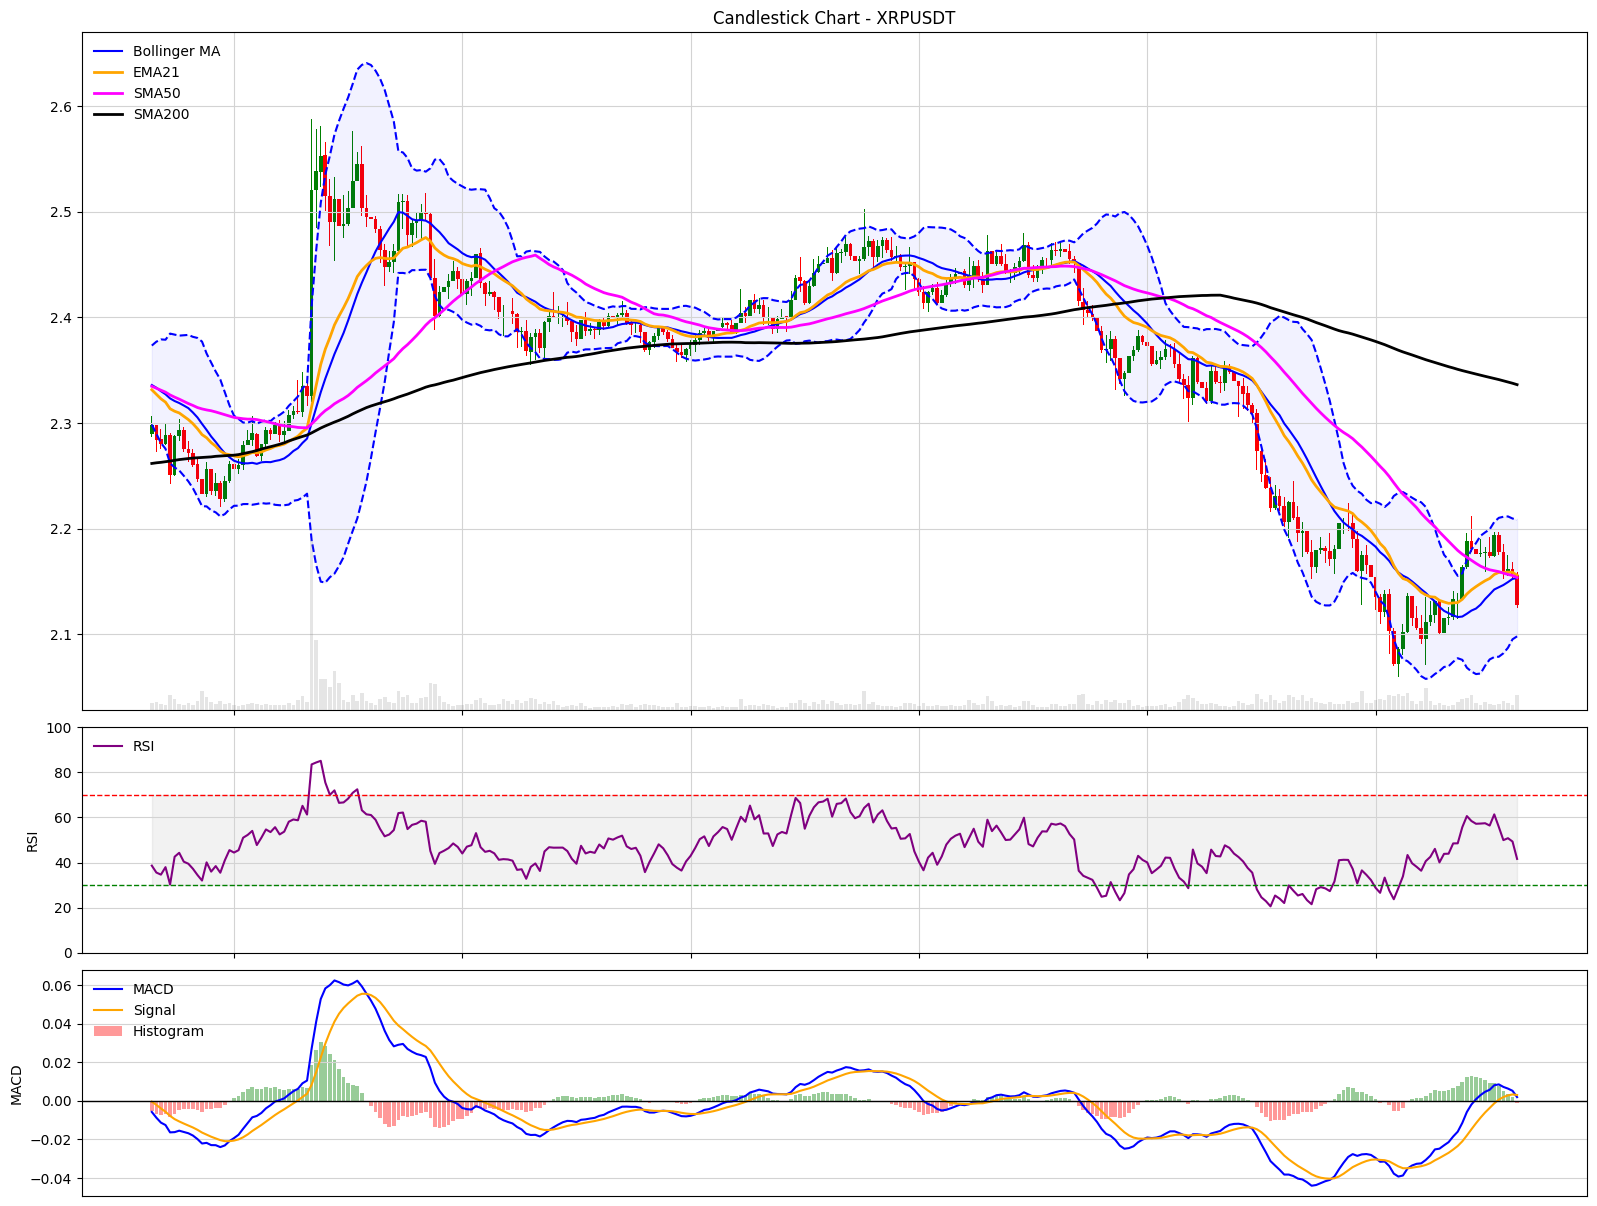 Candlestick Chart - XRPUSDT
Bollinger MA
EMA21
SMA50
SMA200
2.6
2.5
2.4
2.3
2.2
2.1
RSI
100
80
60
40
20
0
RSI
MACD
Signal
Histogram
0.06
0.04
0.02
0.00
−0.02
−0.04
MACD